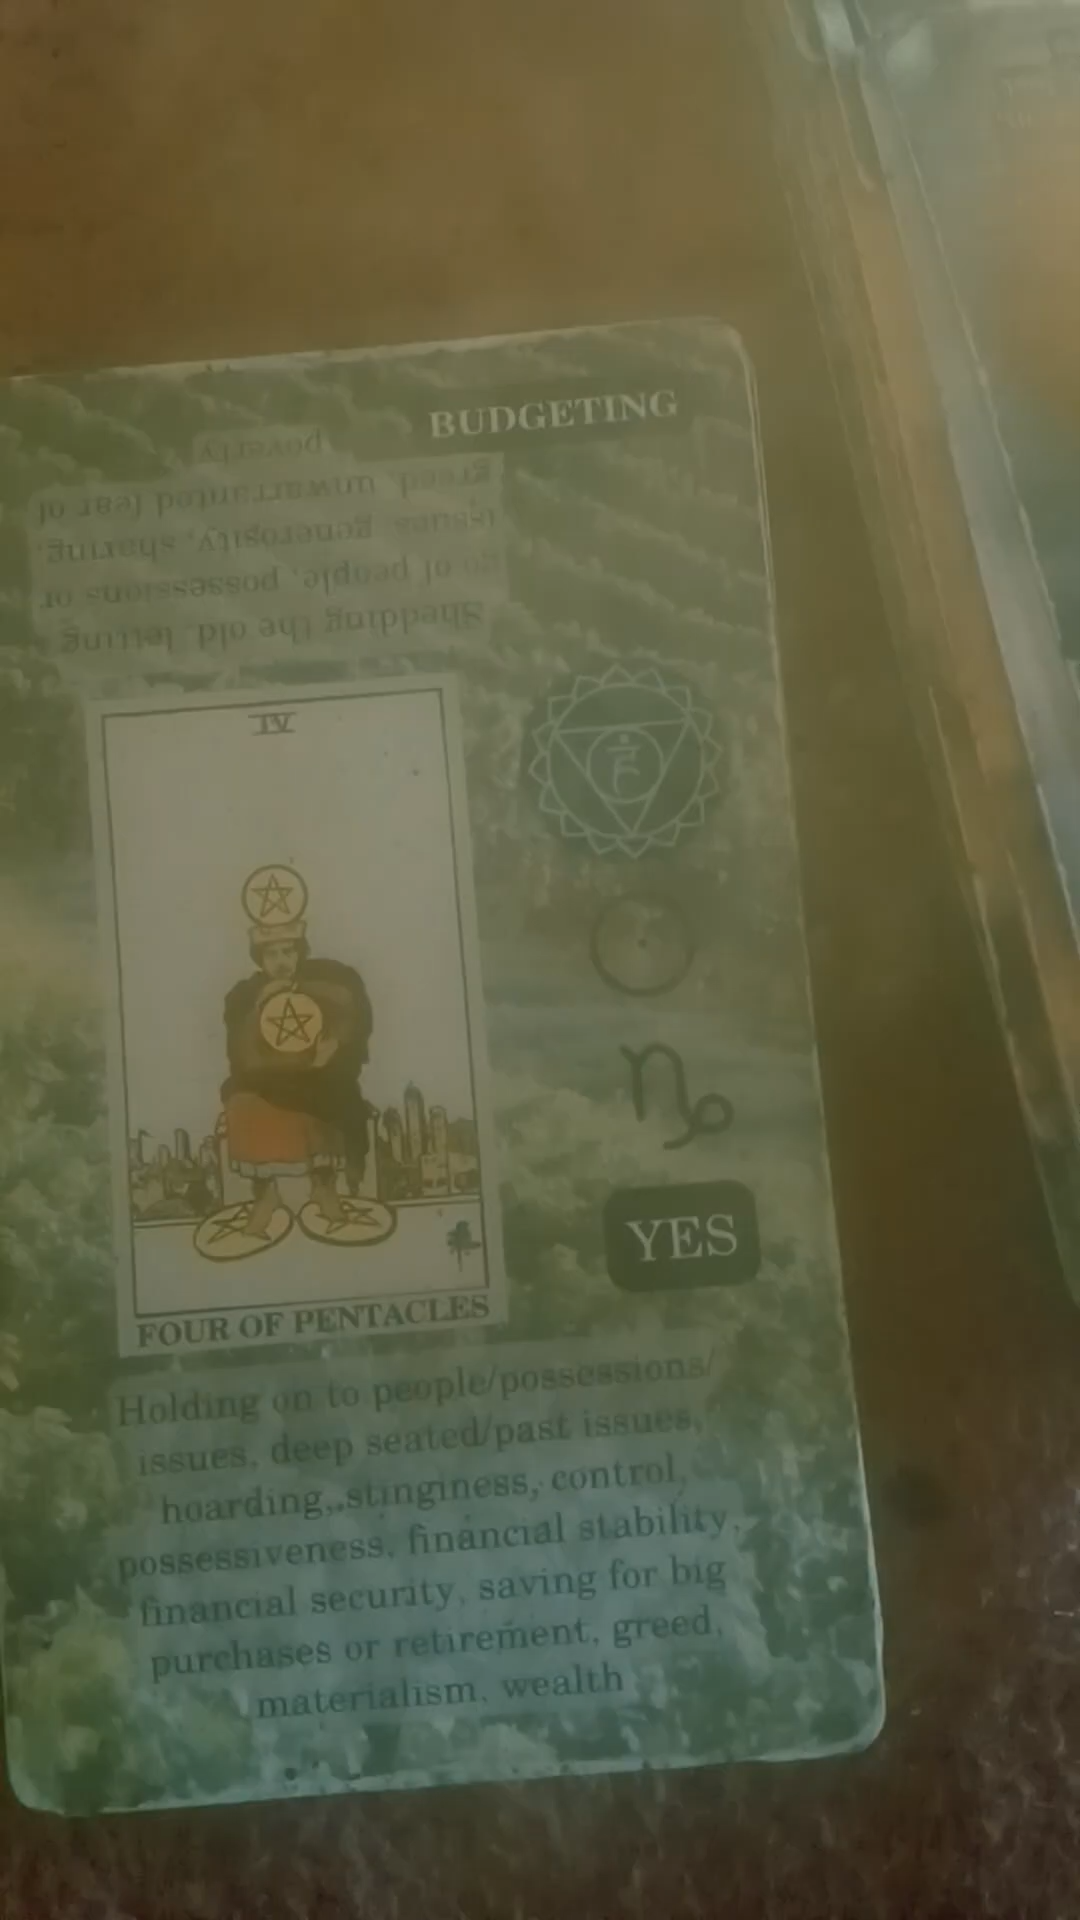 BUDGETING
Shedding the old, letting
go of people, possessions or
issues, generosity, sharing,
greed, unwarranted fear of
poverty
IV
FOUR OF PENTACLES
YES
Holding on to people/possessions/
issues, deep seated/past issues,
hoarding, stinginess, control,
possessiveness, financial stability,
financial security, saving for big
purchases or retirement, greed,
materialism, wealth